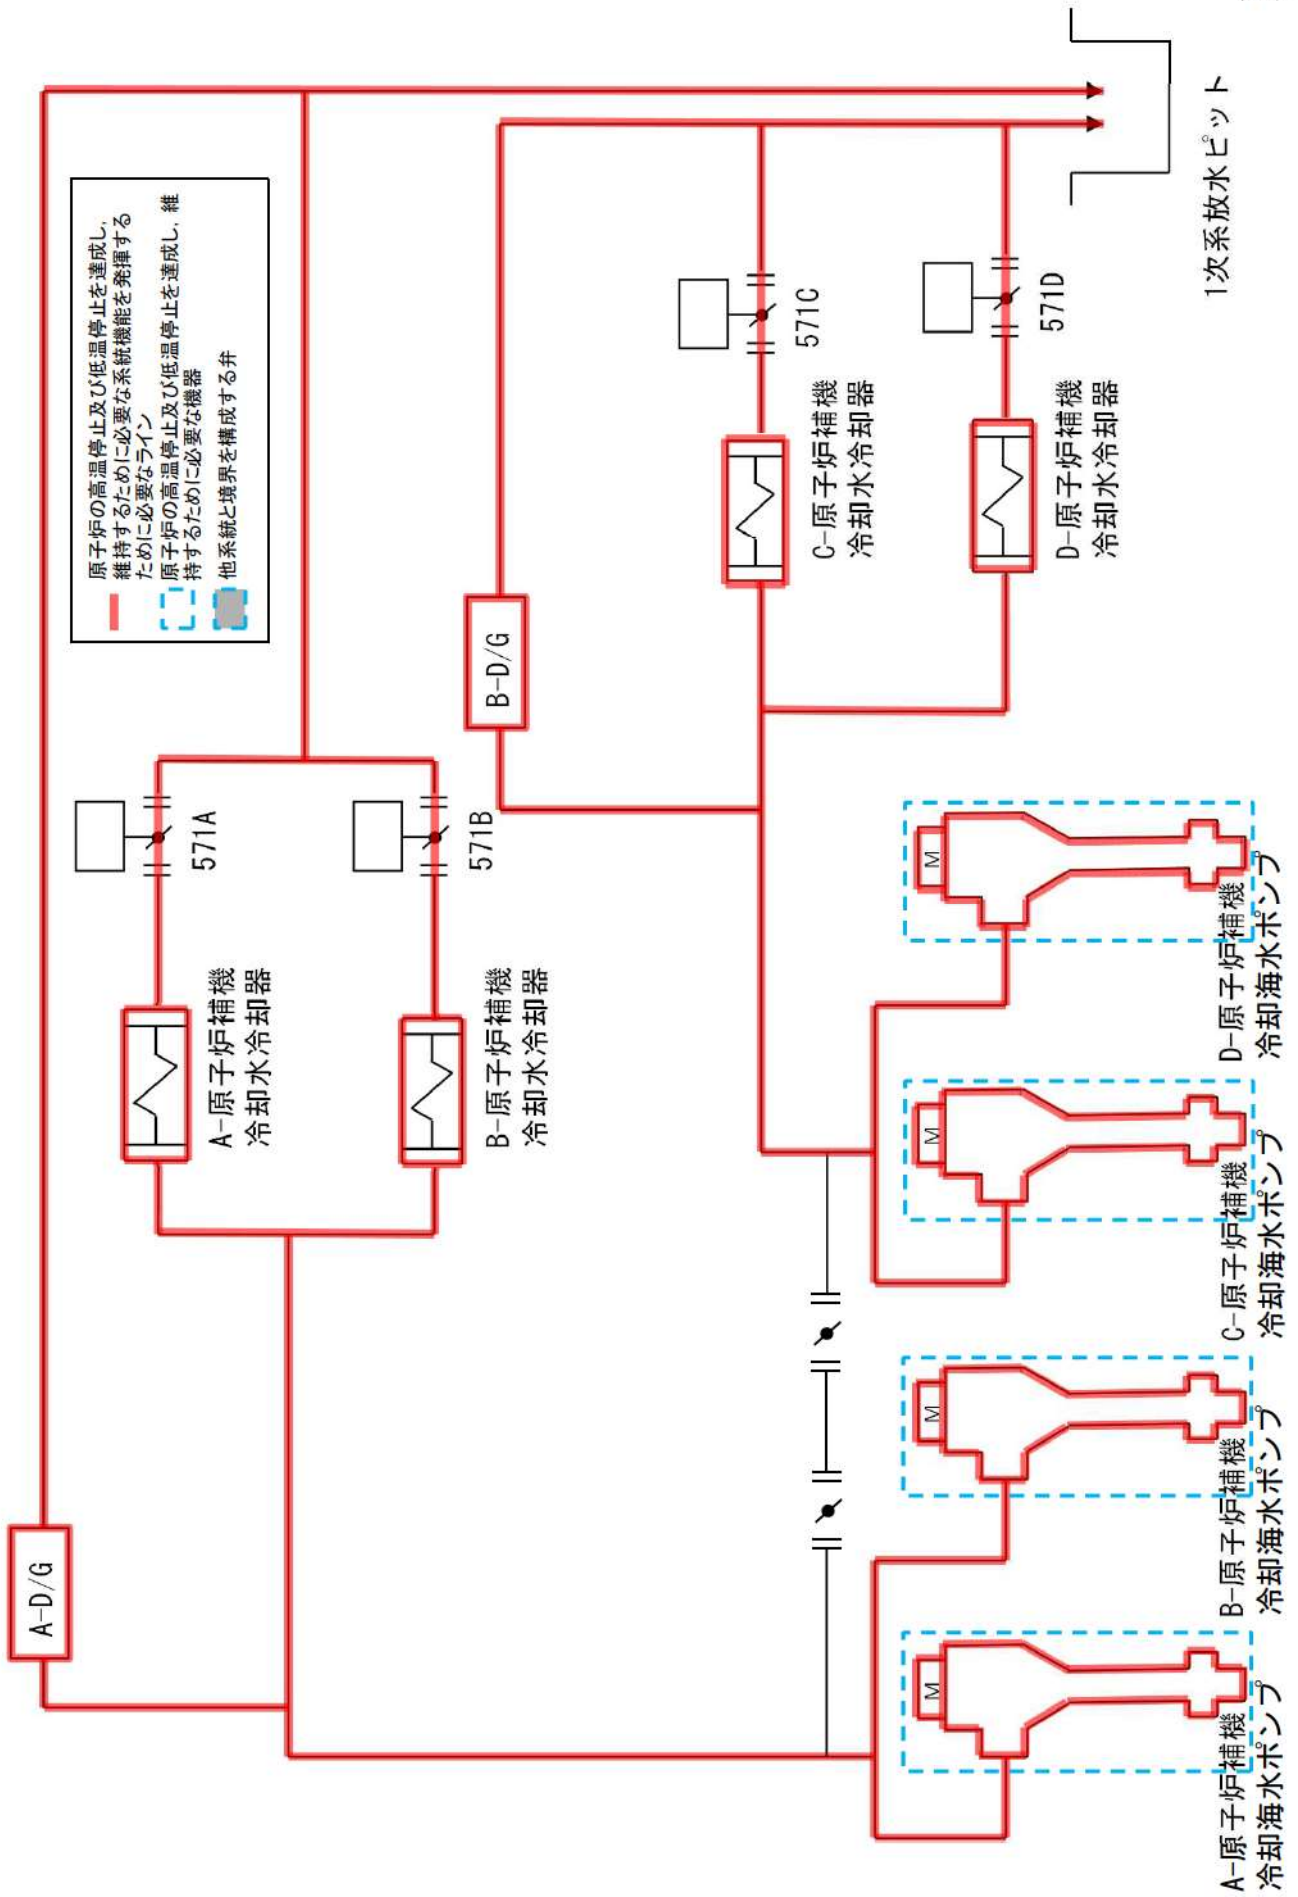 原子炉の高温停止及び低温停止を達成し,
維持するために必要な系統機能を発揮する
ために必要なライン
原子炉の高温停止及び低温停止を達成し, 維
持するために必要な機器
他系統と境界を構成する弁
A-D/G
571A
A-原子炉補機
冷却水冷却器
571B
B-原子炉補機
冷却水冷却器
B-D/G
571C
C-原子炉補機
冷却水冷却器
571D
D-原子炉補機
冷却水冷却器
1次系放水ピット
M
A-原子炉補機
冷却海水ポンプ
M
B-原子炉補機
冷却海水ポンプ
M
C-原子炉補機
冷却海水ポンプ
M
D-原子炉補機
冷却海水ポンプ